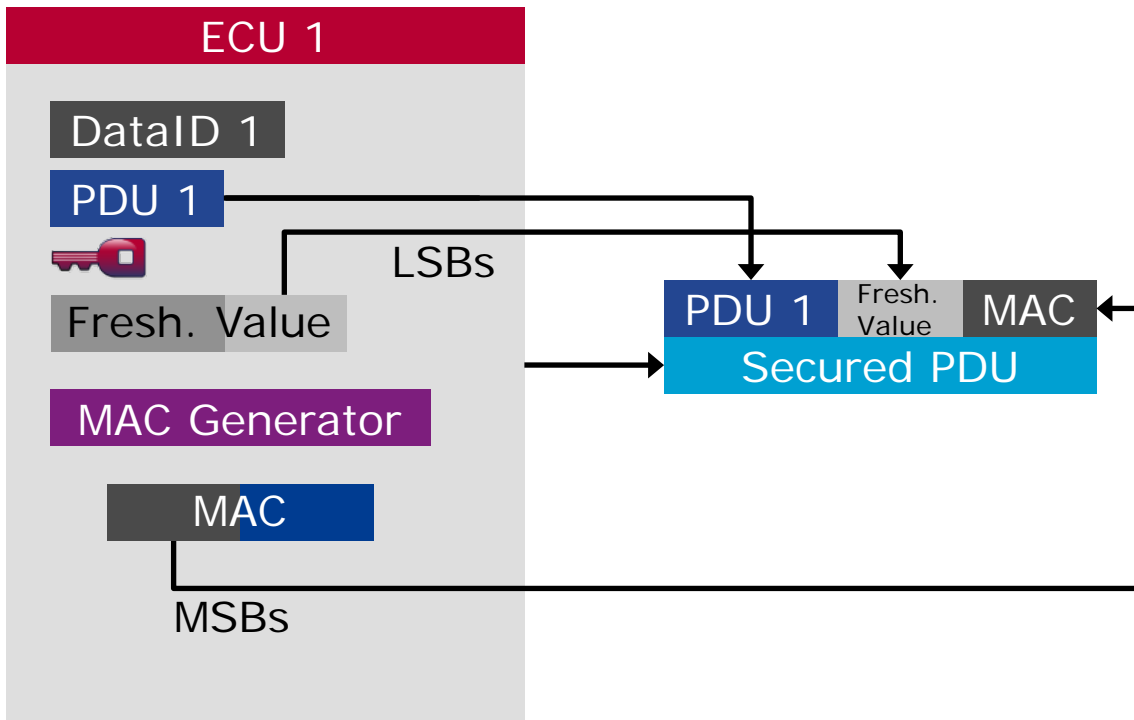 ECU 1
DataID 1
PDU 1
LSBs
Fresh. Value
MAC Generator
MAC
MSBs
PDU 1
Fresh.
Value
MAC
Secured PDU